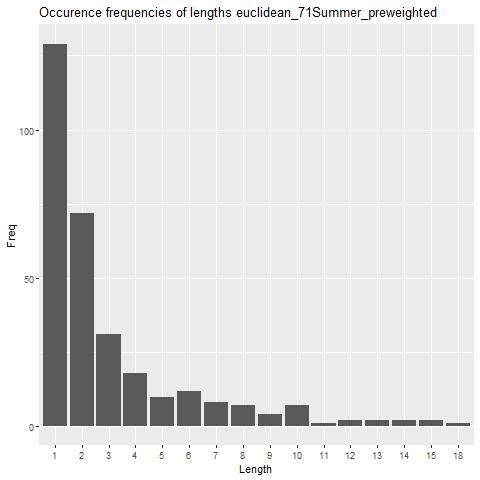 Occurence frequencies of lengths euclidean_71Summer_preweighted
100
50
0
Freq
1 2 3 4 5 6 7 8 9 10 11 12 13 14 15 18
Length